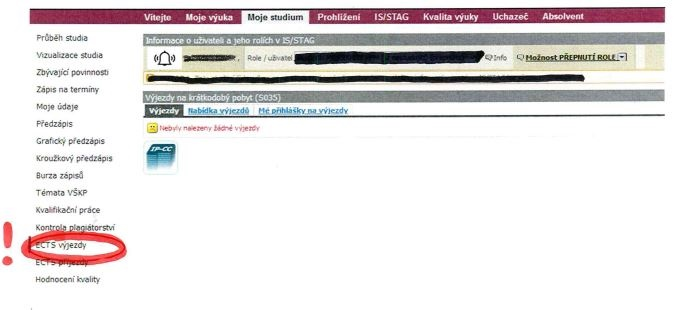 Vítejte Moje výuka Moje studium Prohlížení IS/STAG Kvalita výuky Uchazeč Absolvent
Průběh studia
Vizualizace studia
Zbývající povinnosti
Zápis na termíny
Moje údaje
Předzápis
Grafický předzápis
Kroužkový předzápis
Burza zápisů
Témata VŠKP
Kvalifikační práce
Kontrola plagiátorství
! ECTS výjezdy
ECTS příjezdy
Hodnocení kvality
Informace o uživateli a jeho rolích v IS/STAG
Role / uživatel Info Možnost PŘEPNUTÍ ROLE
Výjezdy na krátkodobý pobyt (S035)
Výjezdy Nabídka výjezdů Mé přihlášky na výjezdy
Nebyly nalezeny žádné výjezdy
IP-CC